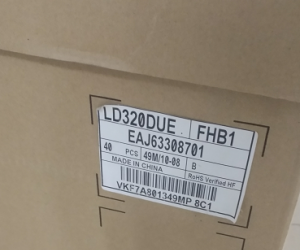 LD320DUE FHB1
EAJ63308701
40 PCS 49M/10-08 B
MADE IN CHINA RoHS Verified HF
VKF7A801349MP 8C1